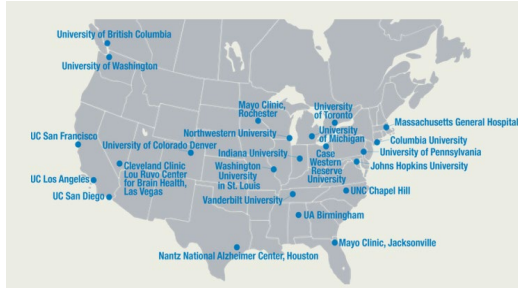 University of British Columbia
University of Washington
Mayo Clinic,
Rochester
University
of Toronto
Massachusetts General Hospital
UC San Francisco
University of Colorado Denver
Northwestern University
University
of Michigan
Columbia University
University of Pennsylvania
Cleveland Clinic
Lou Ruvo Center
for Brain Health,
Las Vegas
Indiana University
Washington
University
in St. Louis
Case
Western
Reserve
University
Johns Hopkins University
UC Los Angeles
UC San Diego
Vanderbilt University
UNC Chapel Hill
UA Birmingham
Mayo Clinic, Jacksonville
Nantz National Alzheimer Center, Houston